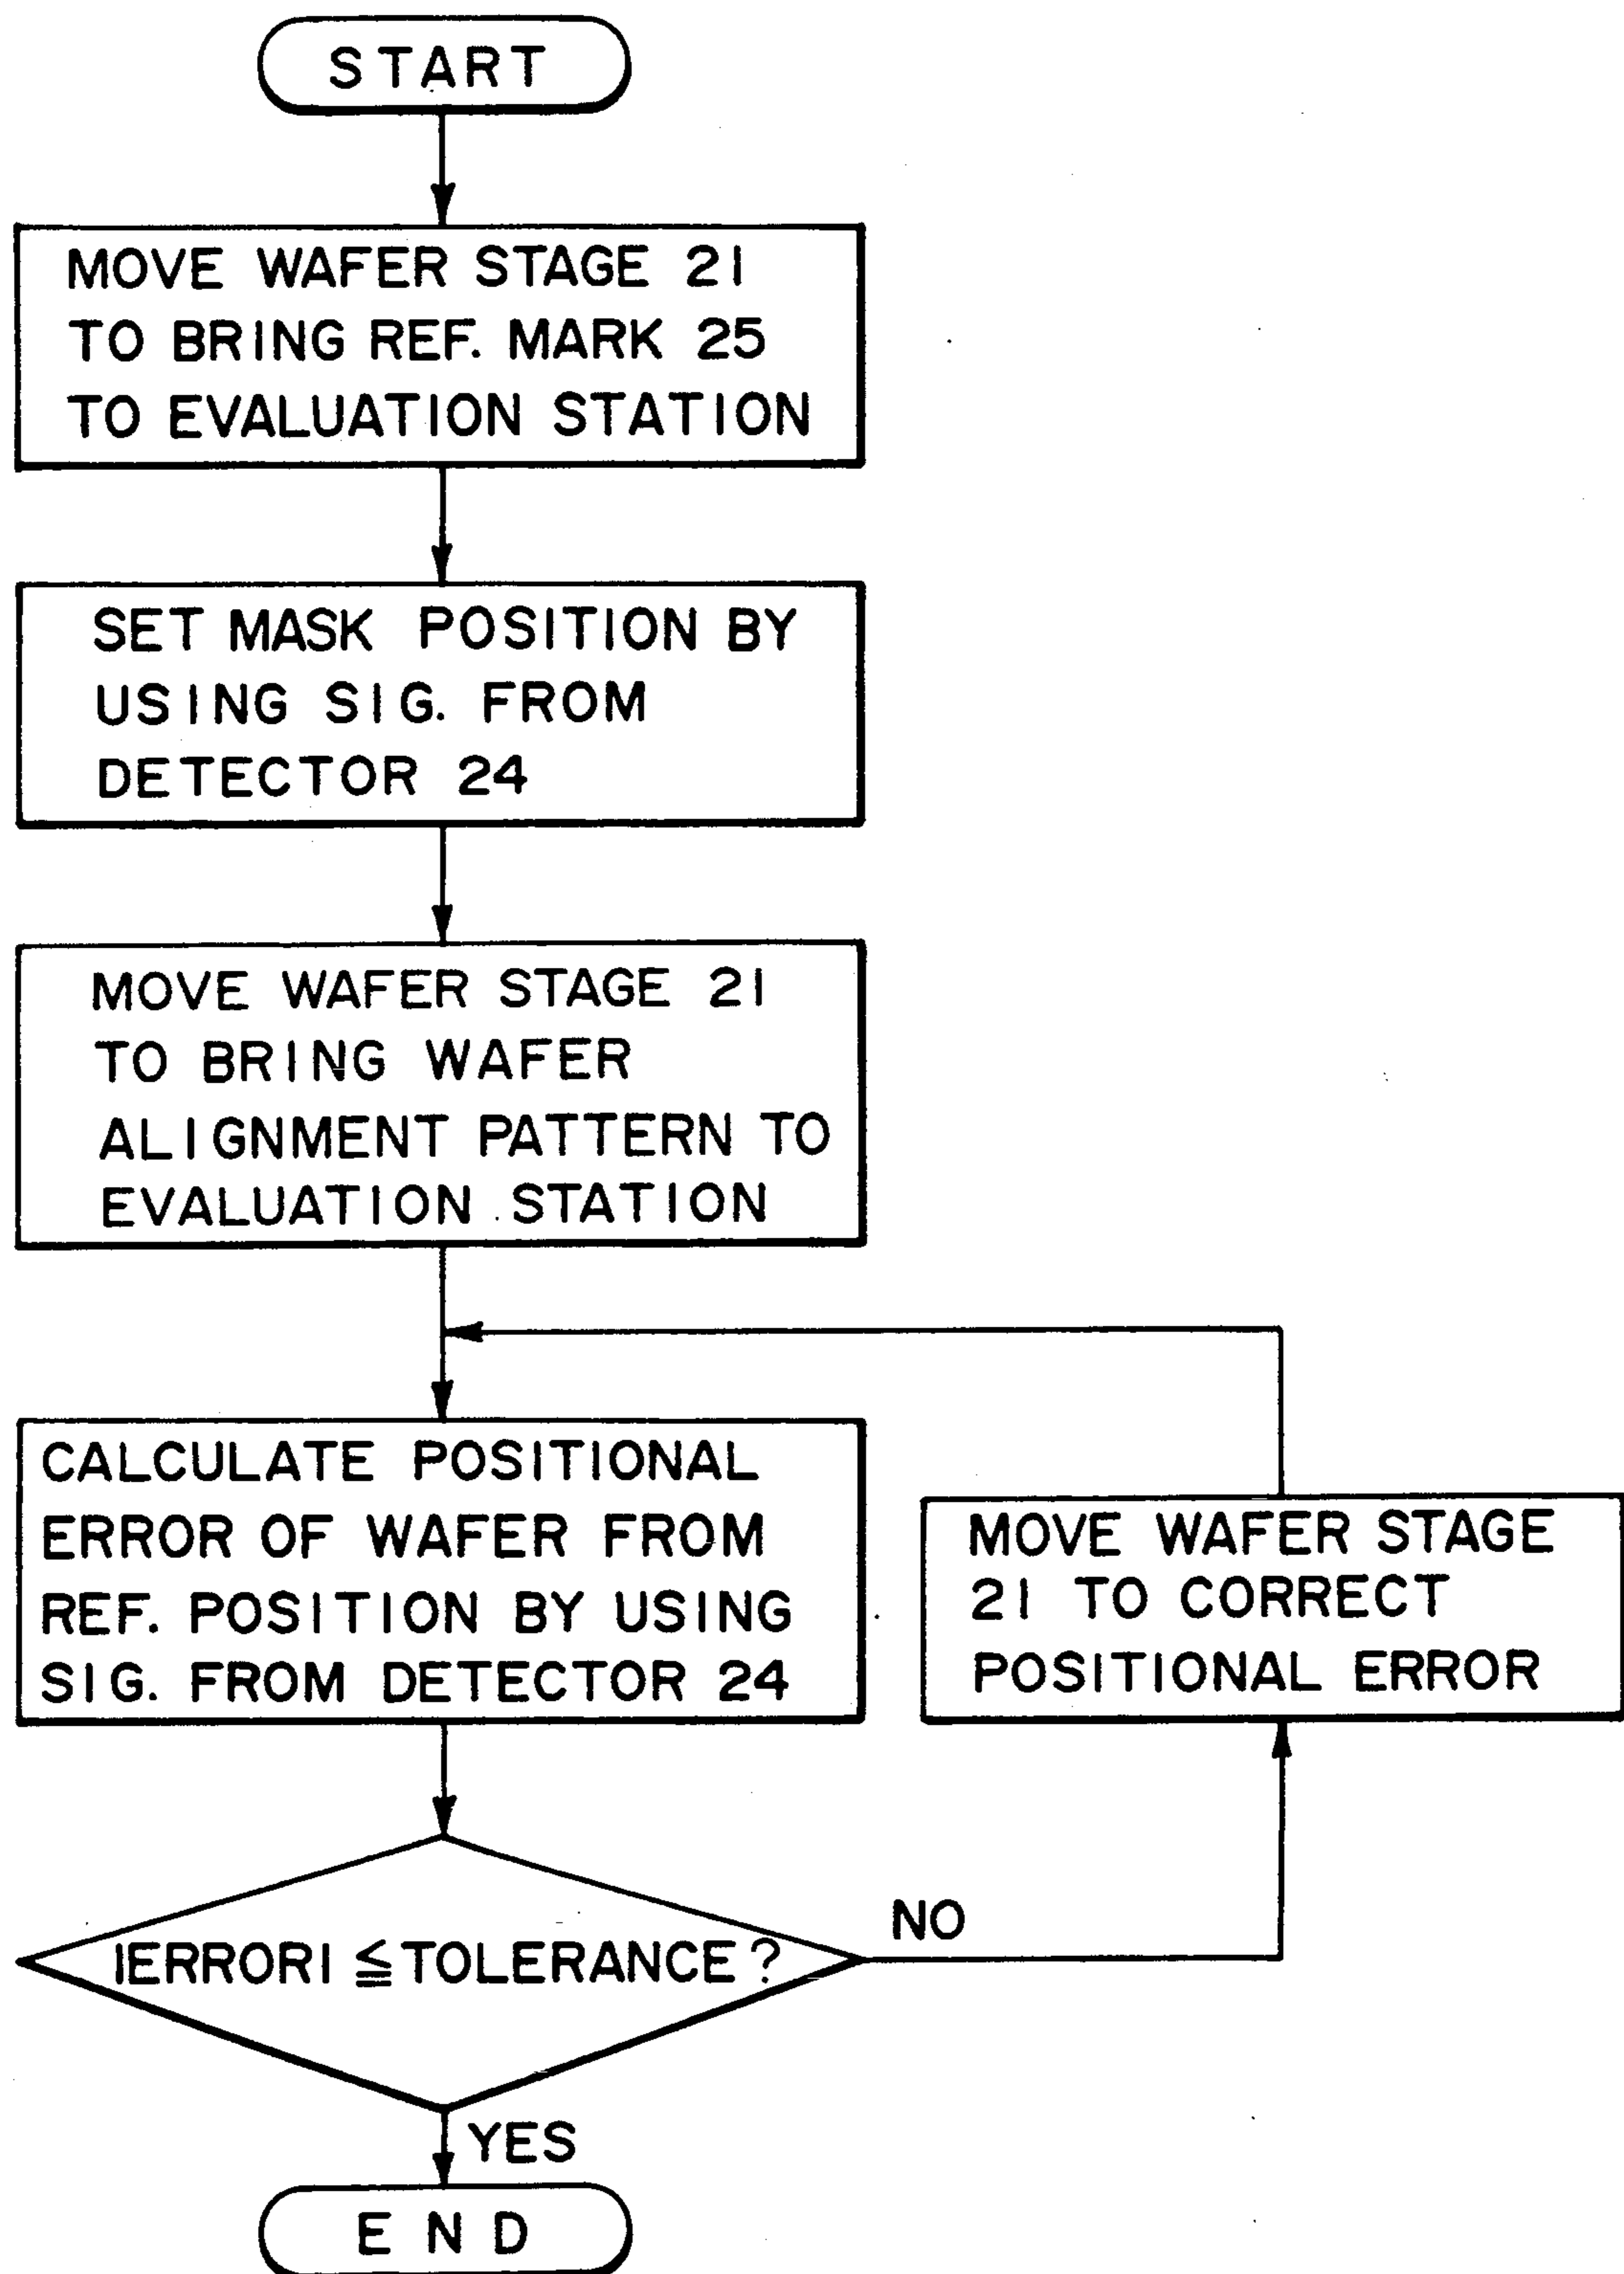 START
MOVE WAFER STAGE 21
TO BRING REF. MARK 25
TO EVALUATION STATION
SET MASK POSITION BY
USING SIG. FROM
DETECTOR 24
MOVE WAFER STAGE 21
TO BRING WAFER
ALIGNMENT PATTERN TO
EVALUATION STATION
CALCULATE POSITIONAL
ERROR OF WAFER FROM
REF. POSITION BY USING
SIG. FROM DETECTOR 24
MOVE WAFER STAGE
21 TO CORRECT
POSITIONAL ERROR
|ERROR| ≦ TOLERANCE?
NO
YES
END